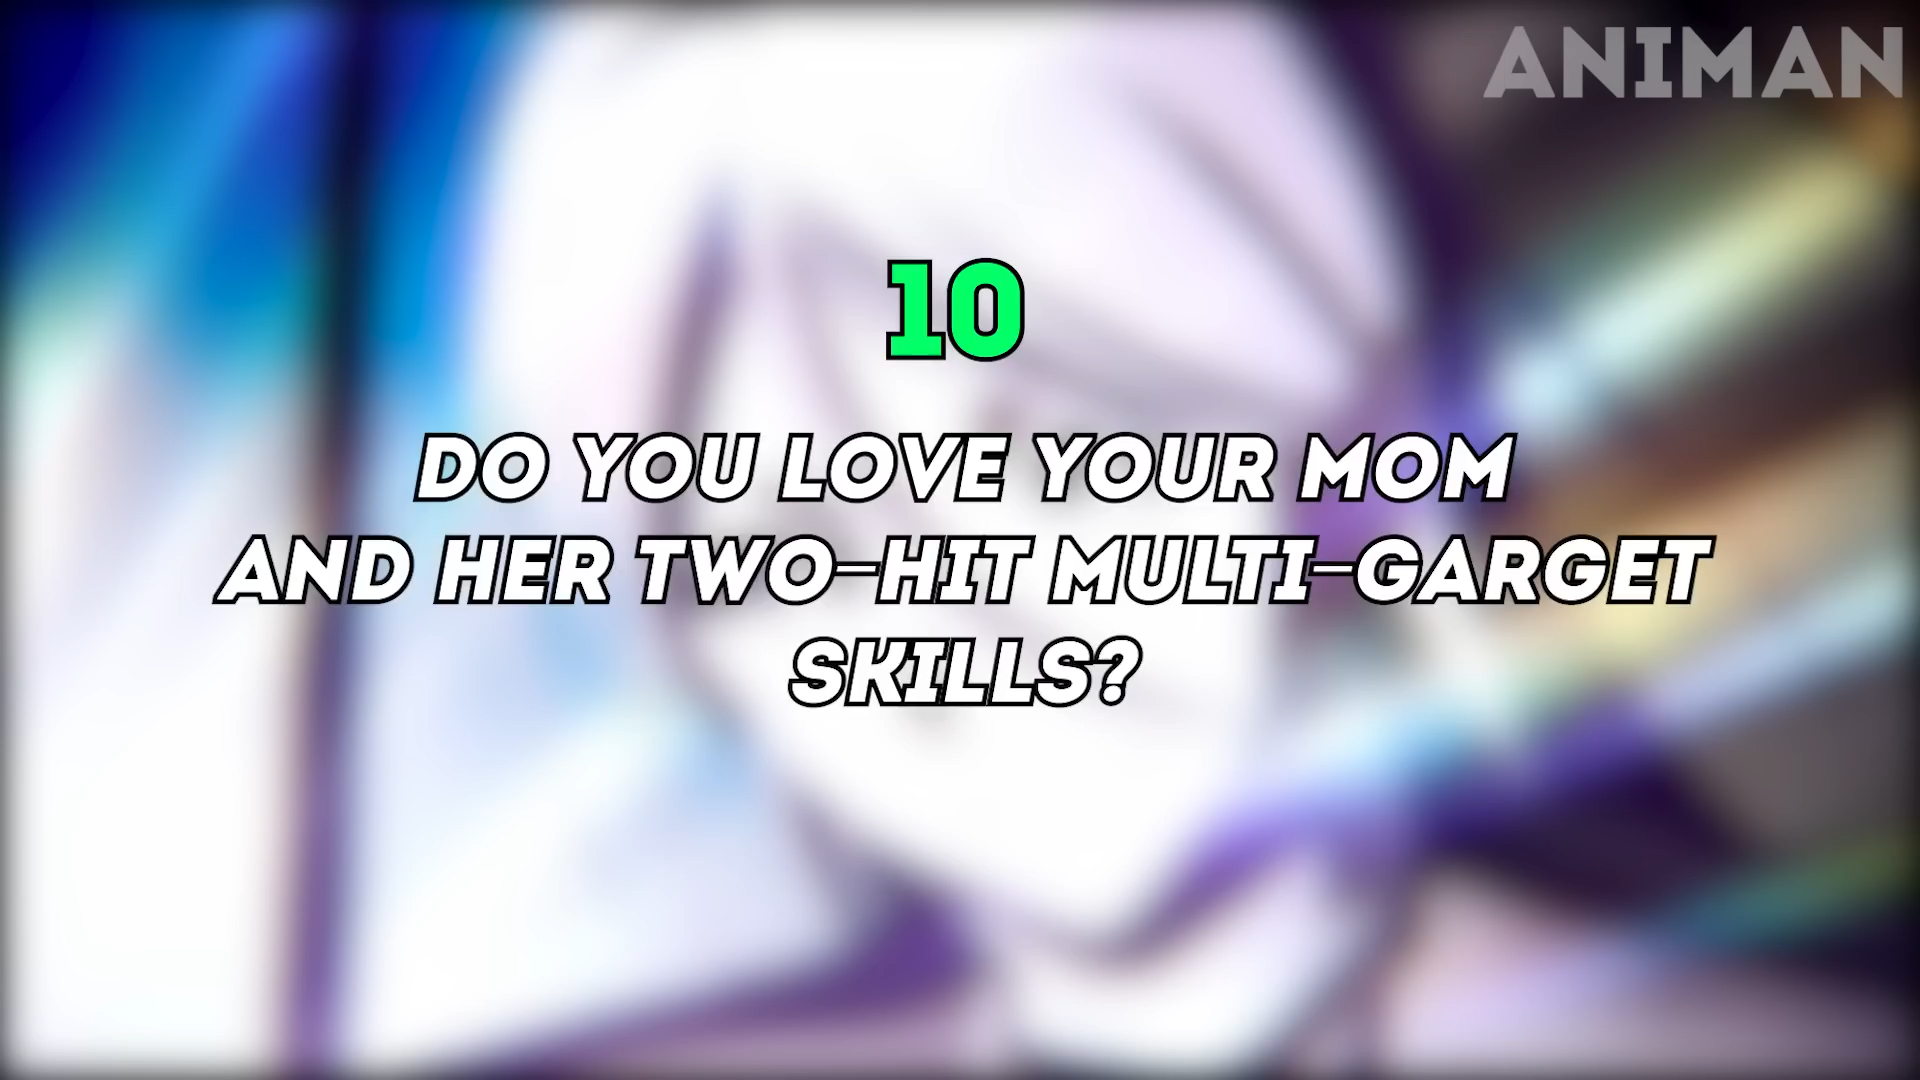 ANIMAN
10
DO YOU LOVE YOUR MOM
AND HER TWO-HIT MULTI-GARGET
SKILLS?